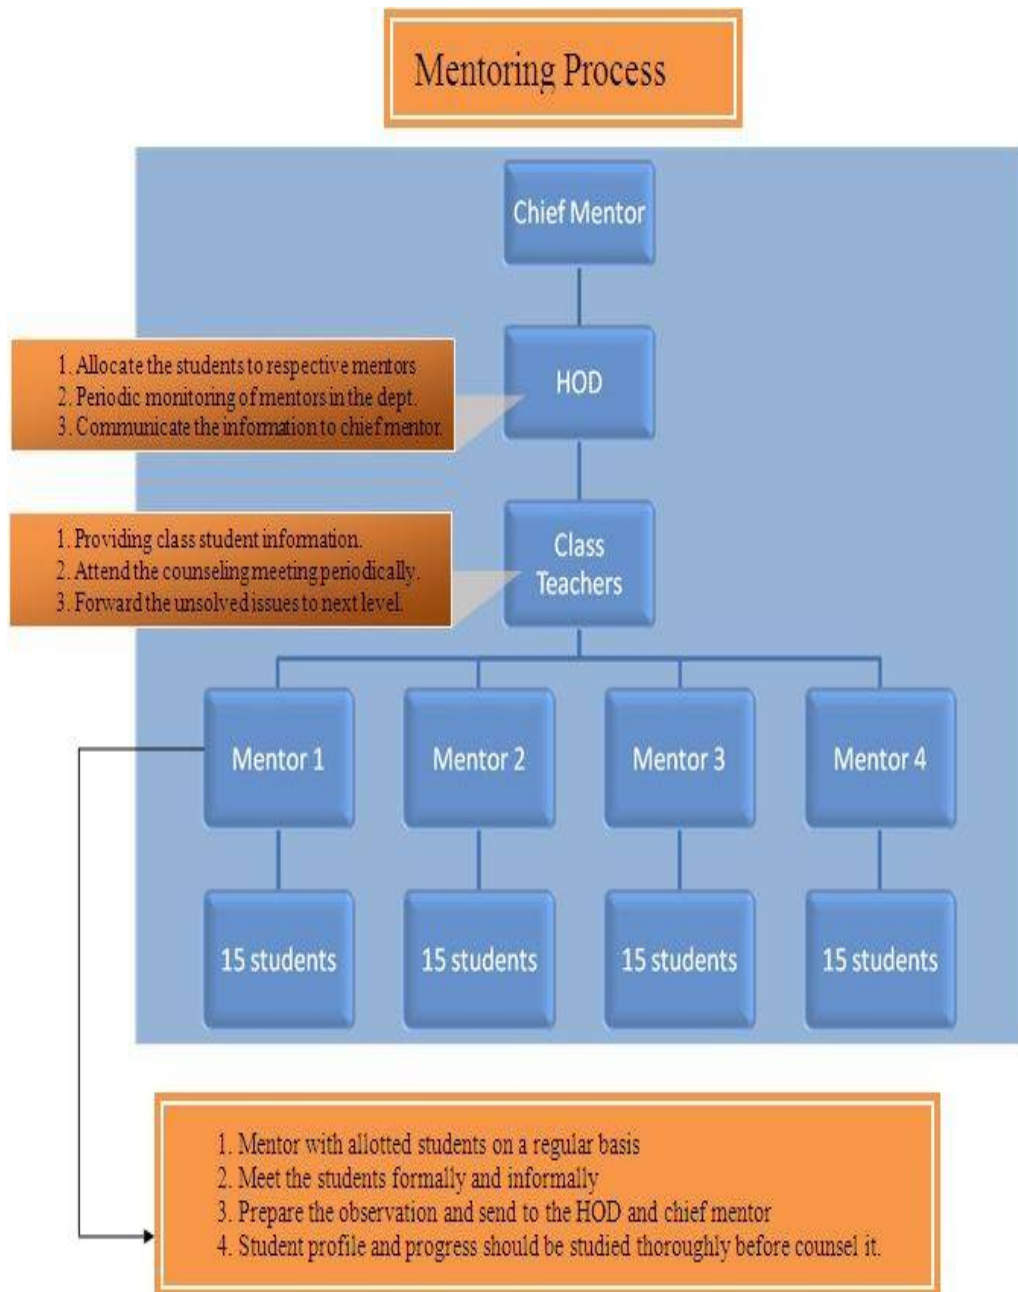 Mentoring Process
Chief Mentor
1. Allocate the students to respective mentors
2. Periodic monitoring of mentors in the dept.
3. Communicate the information to chief mentor.
HOD
1. Providing class student information.
2. Attend the counseling meeting periodically.
3. Forward the unsolved issues to next level.
Class
Teachers
Mentor 1
Mentor 2
Mentor 3
Mentor 4
15 students
15 students
15 students
15 students
1. Mentor with allotted students on a regular basis
2. Meet the students formally and informally
3. Prepare the observation and send to the HOD and chief mentor
4. Student profile and progress should be studied thoroughly before counsel it.